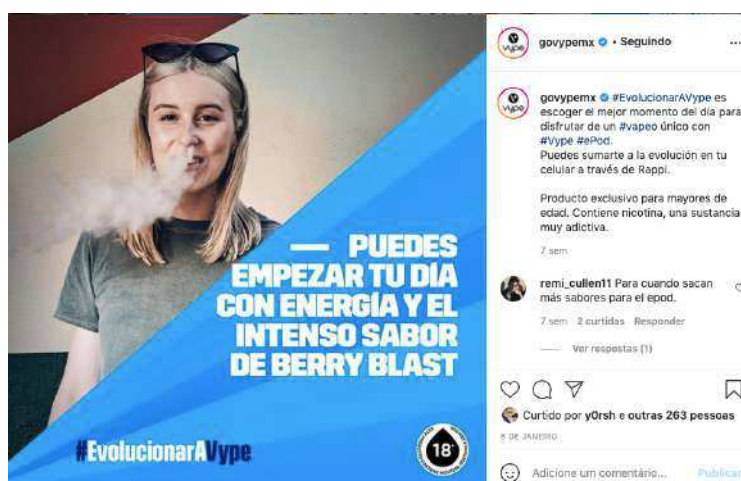 — PUEDES
EMPEZAR TU DÍA
CON ENERGÍA Y EL
INTENSO SABOR
DE BERRY BLAST
#EvolucionarAVype
18+
govypemx • Seguindo
...
govypemx #EvolucionarAVype es
escoger el mejor momento del día para
disfrutar de un #vapeo único con
#Vype #ePod.
Puedes sumarte a la evolución en tu
celular a través de Rappi.
Producto exclusivo para mayores de
edad. Contiene nicotina, una sustancia
muy adictiva.
7 sem
remi_cullen11 Para cuando sacan
más sabores para el epod.
7 sem 2 curtidas Responder
Ver respostas (1)
Curtido por y0rsh e outras 263 pessoas
8 DE JANEIRO
Adicione um comentário... Publicar